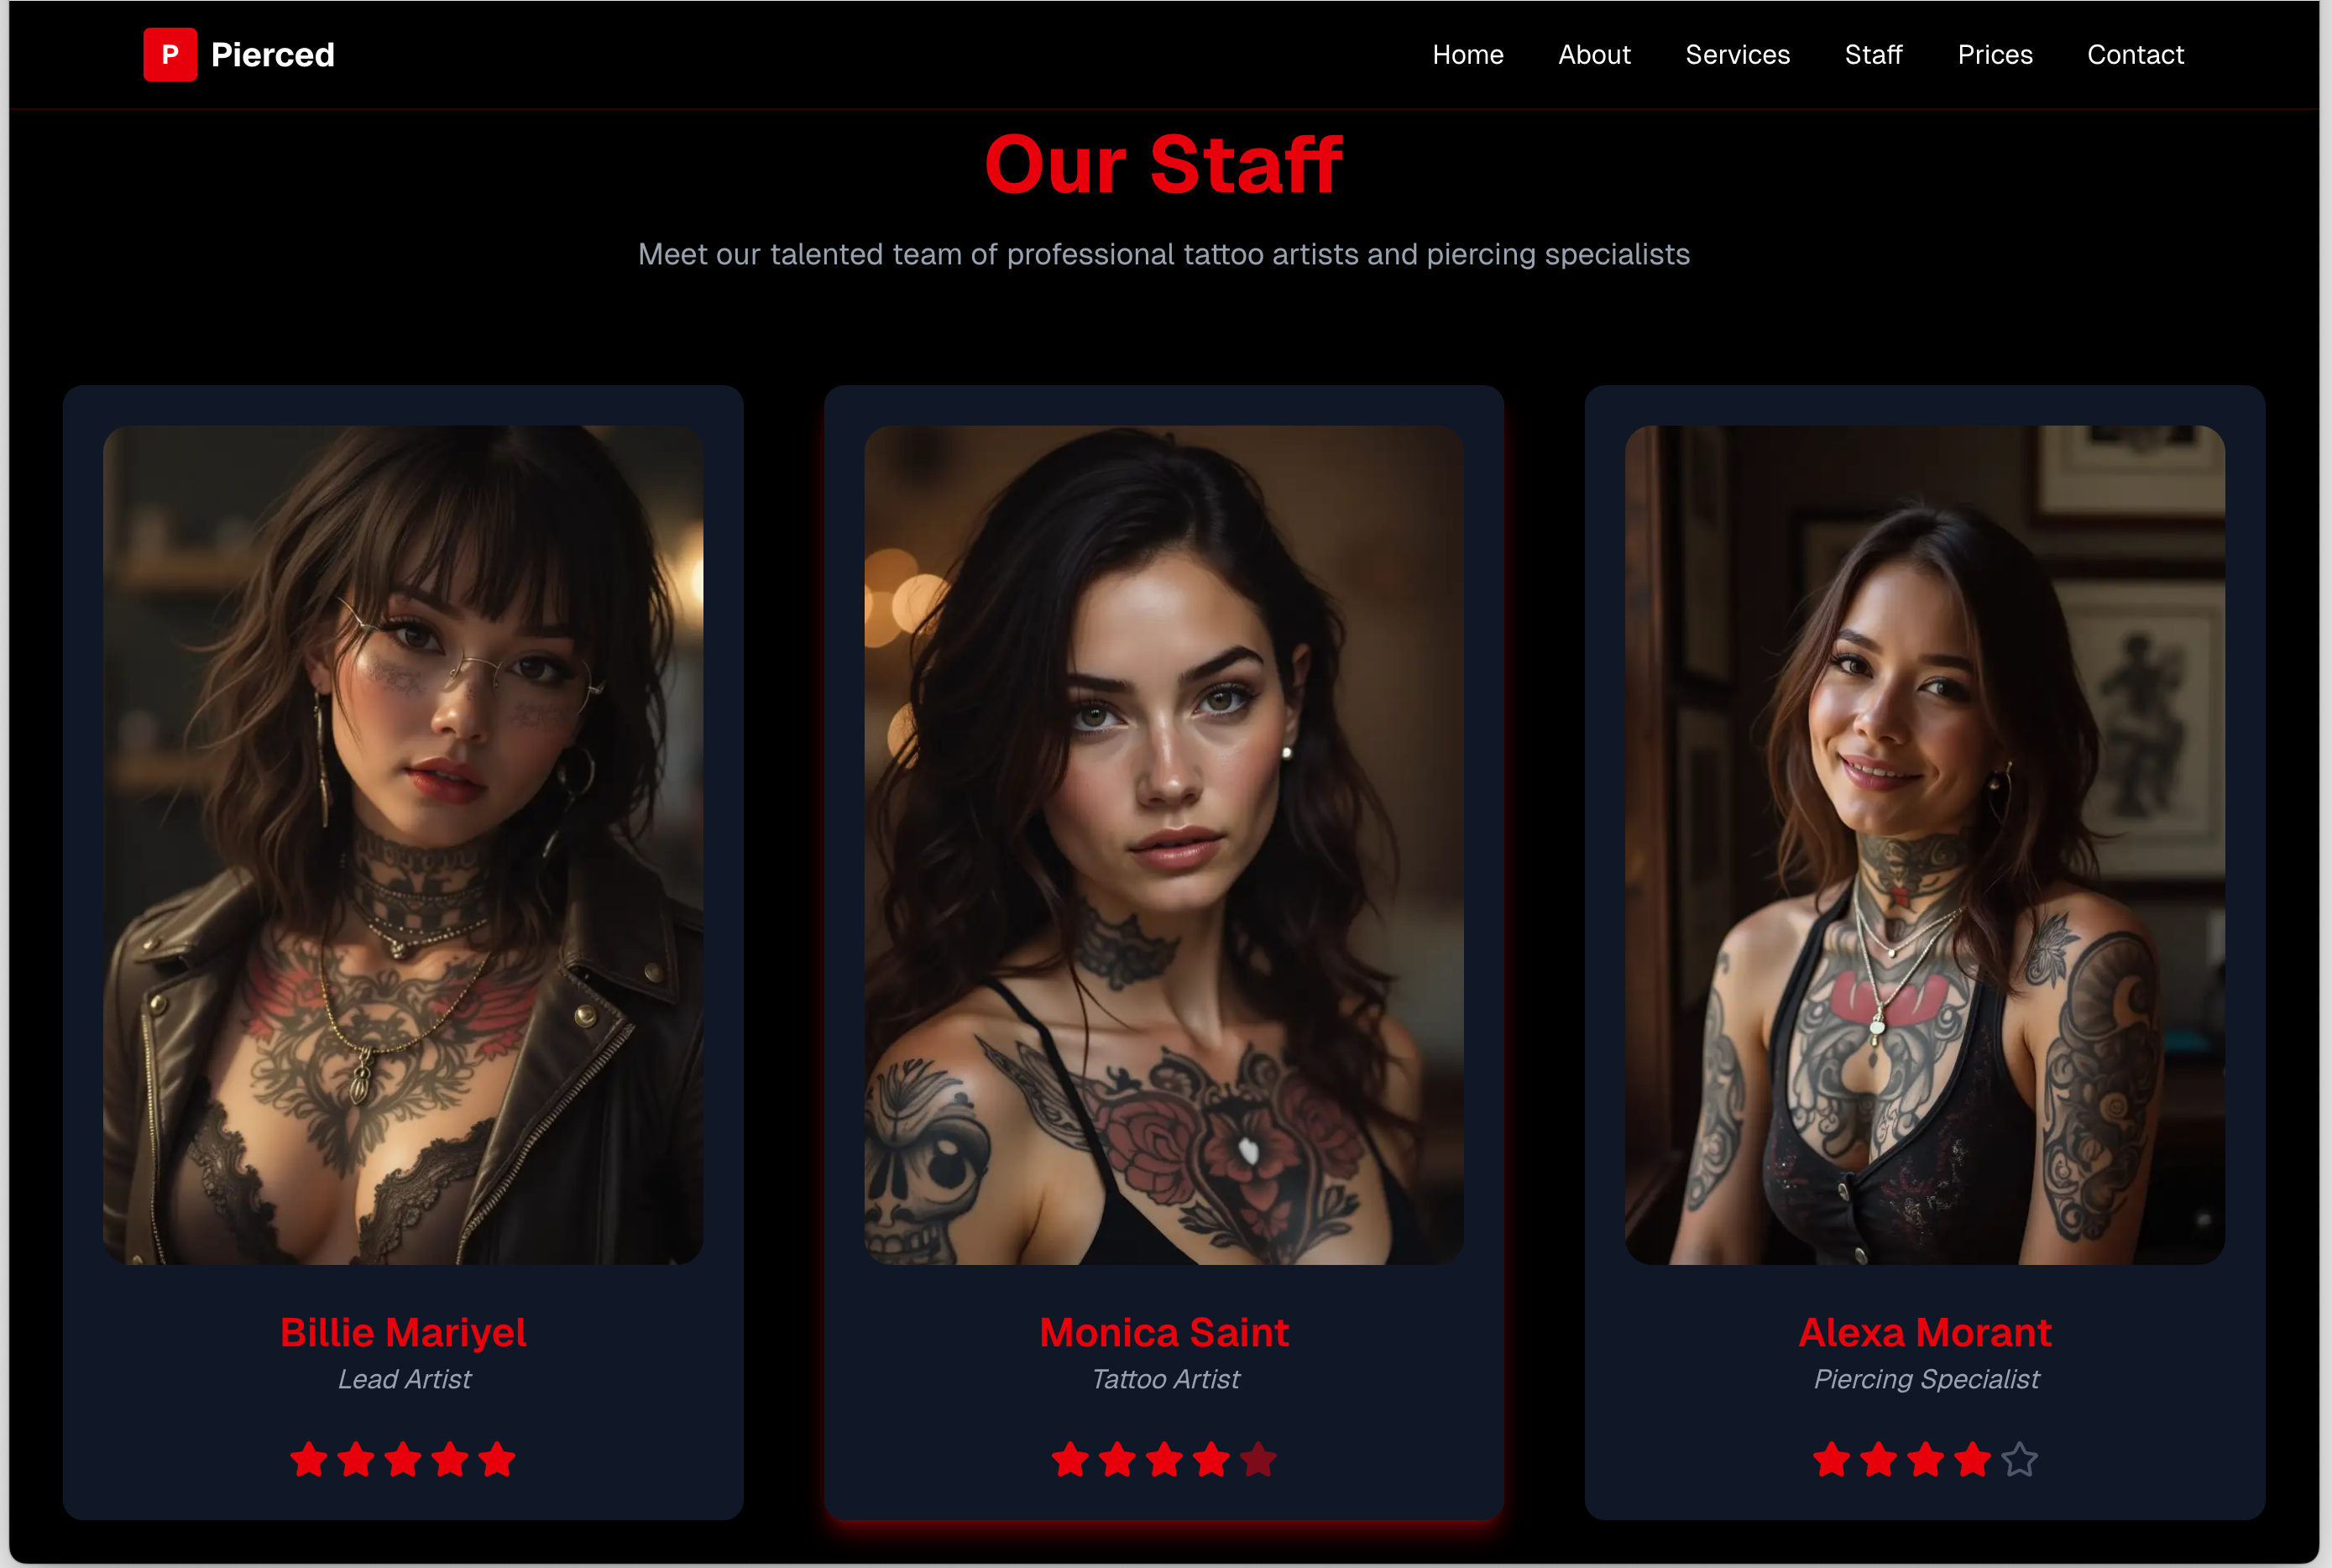 P Pierced
Home About Services Staff Prices Contact
Our Staff
Meet our talented team of professional tattoo artists and piercing specialists
Billie Mariyel
Lead Artist
Monica Saint
Tattoo Artist
Alexa Morant
Piercing Specialist